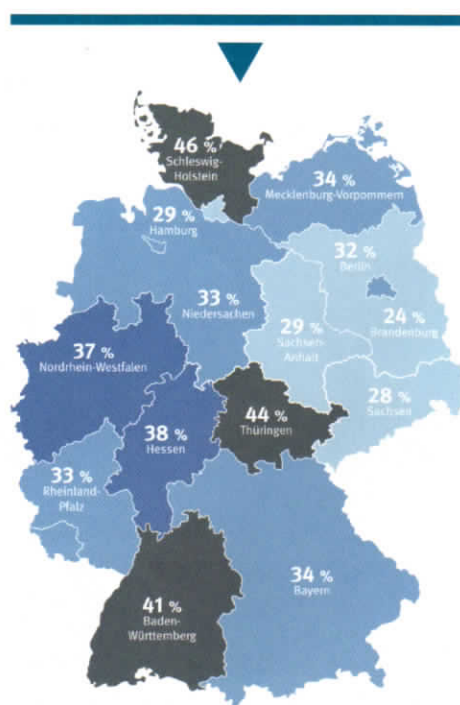 46 %
Schleswig-
Holstein
34 %
Mecklenburg-Vorpommern
29 %
Hamburg
32 %
Berlin
33 %
Niedersachen
24 %
Brandenburg
29 %
Sachsen-
Anhalt
37 %
Nordrhein-Westfalen
28 %
Sachsen
38 %
Hessen
44 %
Thüringen
33 %
Rheinland-
Pfalz
34 %
Bayern
41 %
Baden-
Württemberg